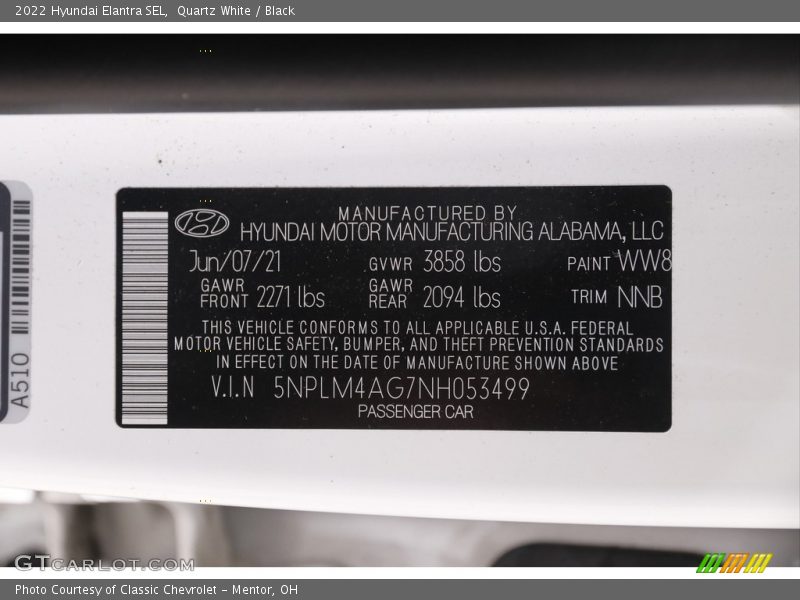 2022 Hyundai Elantra SEL, Quartz White / Black
MANUFACTURED BY
HYUNDAI MOTOR MANUFACTURING ALABAMA, LLC
Jun/07/21 GVWR 3858 lbs PAINT WW8
GAWR FRONT 2271 lbs GAWR REAR 2094 lbs TRIM NNB
THIS VEHICLE CONFORMS TO ALL APPLICABLE U.S.A. FEDERAL
MOTOR VEHICLE SAFETY, BUMPER, AND THEFT PREVENTION STANDARDS
IN EFFECT ON THE DATE OF MANUFACTURE SHOWN ABOVE
V.I.N 5NPLM4AG7NH053499
PASSENGER CAR
A510
GTCARLOT.COM
Photo Courtesy of Classic Chevrolet - Mentor, OH